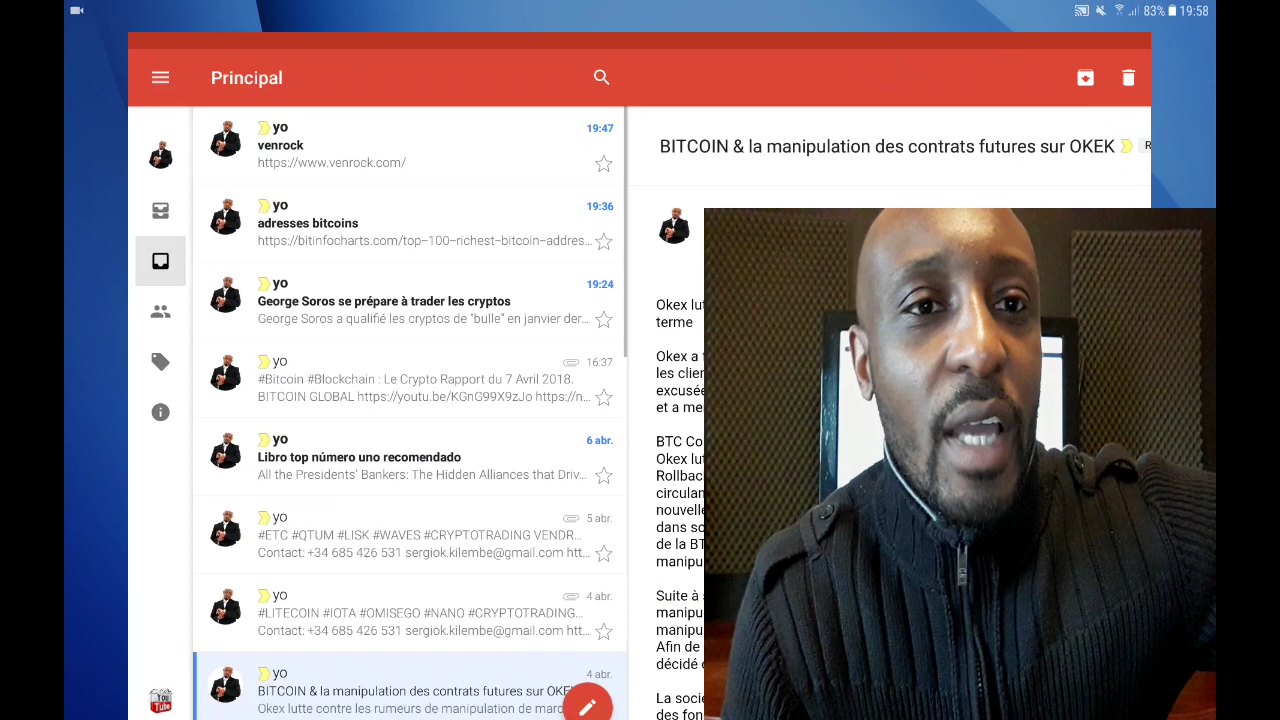 83% 19:58
Principal
yo 19:47
venrock
https://www.venrock.com/
yo 19:36
adresses bitcoins
https://bitinfocharts.com/top-100-richest-bitcoin-addres...
yo 19:24
George Soros se prépare à trader les cryptos
George Soros a qualifié les cryptos de "bulle" en janvier der...
yo 16:37
#Bitcoin #Blockchain : Le Crypto Rapport du 7 Avril 2018.
BITCOIN GLOBAL https://youtu.be/KGnG99X9zJo https://n...
yo 6 abr.
Libro top número uno recomendado
All the Presidents' Bankers: The Hidden Alliances that Driv...
yo 5 abr.
#ETC #QTUM #LISK #WAVES #CRYPTOTRADING VENDR...
Contact: +34 685 426 531 sergiok.kilembe@gmail.com htt...
yo 4 abr.
#LITECOIN #IOTA #OMISEGO #NANO #CRYPTOTRADING...
Contact: +34 685 426 531 sergiok.kilembe@gmail.com htt...
yo 4 abr.
BITCOIN & la manipulation des contrats futures sur OKE
Okex lutte contre les rumeurs de manipulation de marc
You
Tube
BITCOIN & la manipulation des contrats futures sur OKEK R
Okex lut
terme
Okex a
les clier
excusée
et a me
BTC Co
Okex lut
Rollbac
circulan
nouvelle
dans so
de la BT
manipu
Suite à
manipu
manipu
Afin de
décidé
La socié
des fon